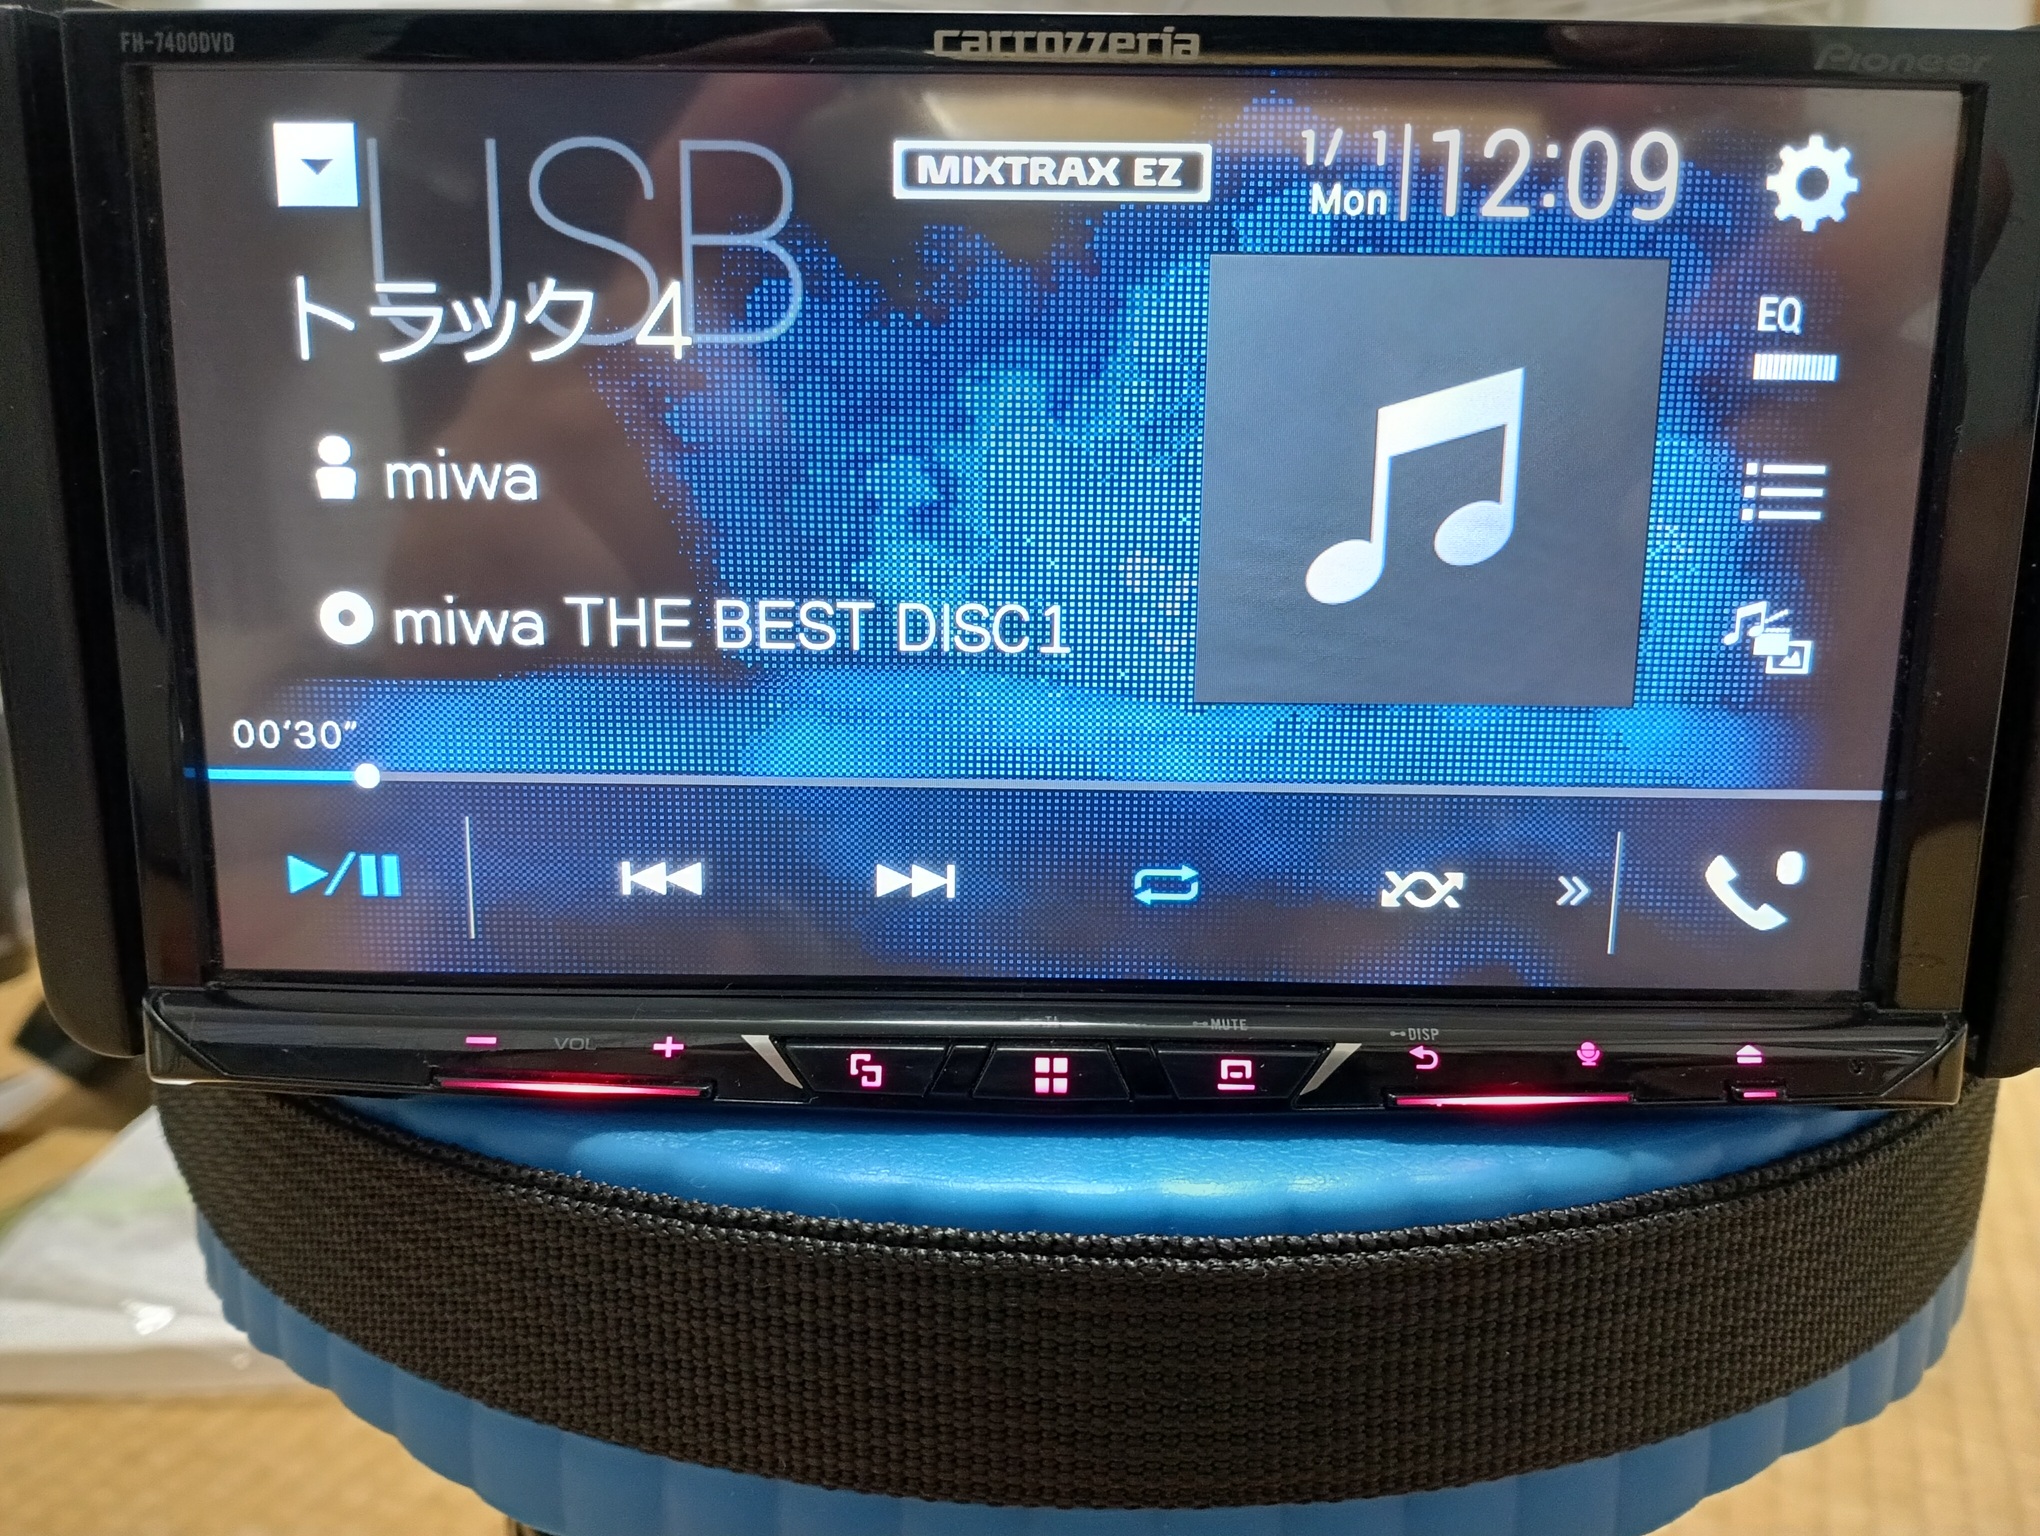 FH-7400DVD
carrozzeria
Pioneer
USB
MIXTRAX EZ
1/ 1
Mon
12:09
トラック 4
EQ
miwa
miwa THE BEST DISC1
00'30"
MUTE
DISP
VOL